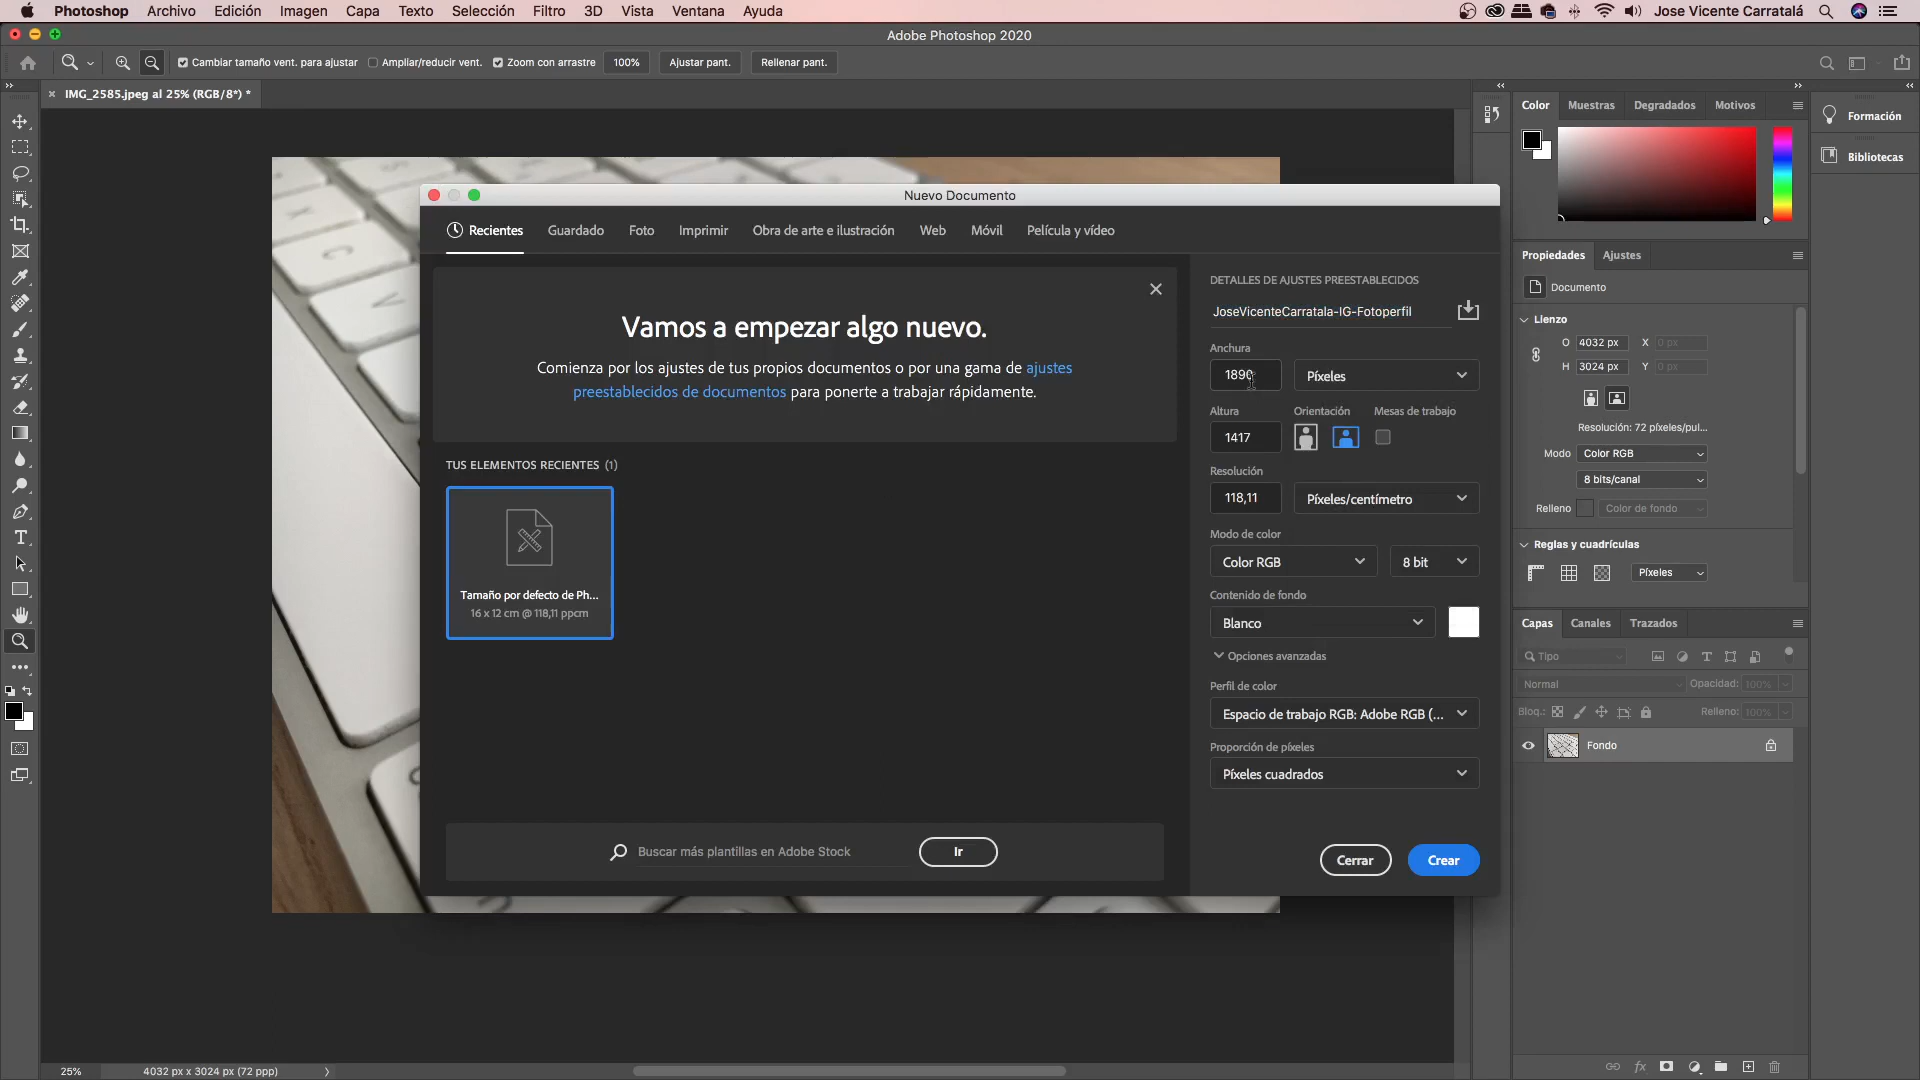 Photoshop Archivo Edición Imagen Capa Texto Selección Filtro 3D Vista Ventana Ayuda Jose Vicente Carratalá
Adobe Photoshop 2020
Cambiar tamaño vent. para ajustar Ampliar/reducir vent. Zoom con arrastre 100% Ajustar pant. Rellenar pant.
IMG_2585.jpeg al 25% (RGB/8*) *
Color Muestras Degradados Motivos
Formación
Bibliotecas
Nuevo Documento
Recientes Guardado Foto Imprimir Obra de arte e ilustración Web Móvil Película y vídeo
Vamos a empezar algo nuevo.
Comienza por los ajustes de tus propios documentos o por una gama de ajustes
preestablecidos de documentos para ponerte a trabajar rápidamente.
TUS ELEMENTOS RECIENTES (1)
Tamaño por defecto de Ph...
16 x 12 cm @ 118,11 ppcm
Buscar más plantillas en Adobe Stock Ir
DETALLES DE AJUSTES PREESTABLECIDOS
JoseVicenteCarratala-IG-Fotoperfil
Anchura
1890 Píxeles
Altura Orientación Mesas de trabajo
1417
Resolución
118,11 Píxeles/centímetro
Modo de color
Color RGB 8 bit
Contenido de fondo
Blanco
Opciones avanzadas
Perfil de color
Espacio de trabajo RGB: Adobe RGB (...
Proporción de píxeles
Píxeles cuadrados
Cerrar Crear
Propiedades Ajustes
Documento
Lienzo
O 4032 px X 0 px
H 3024 px Y 0 px
Resolución: 72 píxeles/pul...
Modo Color RGB
8 bits/canal
Relleno Color de fondo
Reglas y cuadrículas
Píxeles
Capas Canales Trazados
Tipo
Normal Opacidad: 100%
Bloq.: Relleno: 100%
Fondo
25% 4032 px x 3024 px (72 ppp)